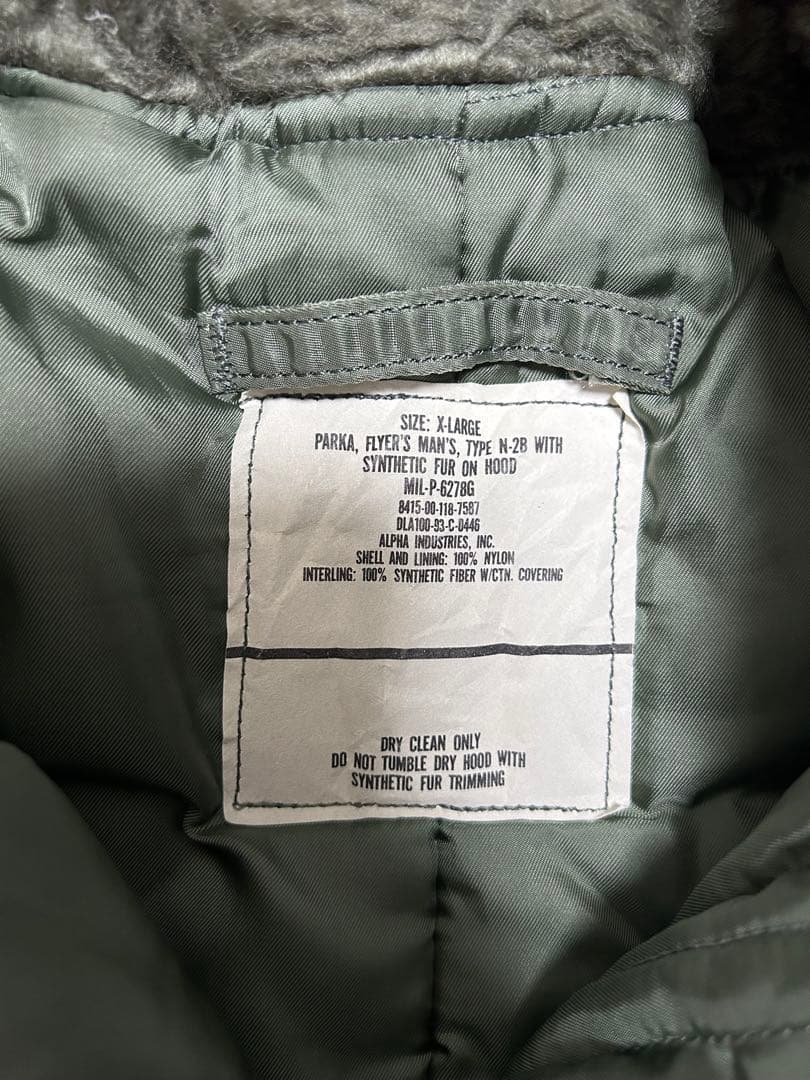 SIZE: X-LARGE
PARKA, FLYER'S MAN'S, TYPE N-2B WITH
SYNTHETIC FUR ON HOOD
MIL-P-6278G
8415-00-118-7587
DLA100-93-C-0446
ALPHA INDUSTRIES, INC.
SHELL AND LINING: 100% NYLON
INTERLING: 100% SYNTHETIC FIBER W/CTN. COVERING
DRY CLEAN ONLY
DO NOT TUMBLE DRY HOOD WITH
SYNTHETIC FUR TRIMMING